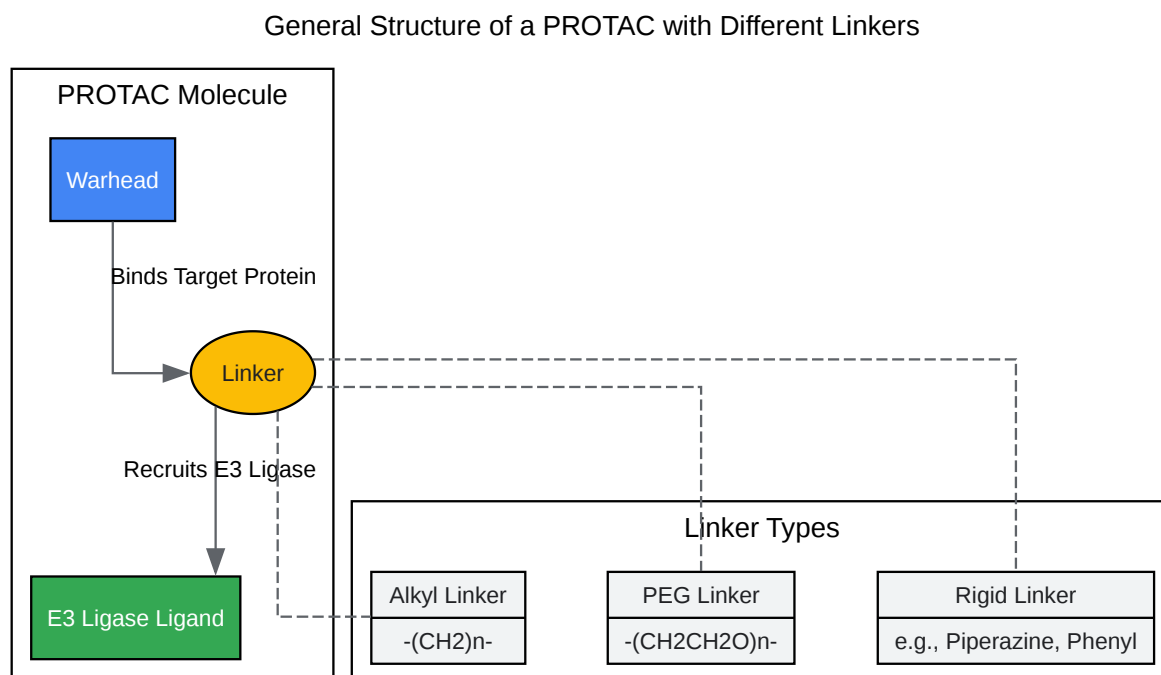 General Structure of a PROTAC with Different Linkers
PROTAC Molecule
Warhead
Binds Target Protein
Linker
Recruits E3 Ligase
E3 Ligase Ligand
Linker Types
Alkyl Linker
-(CH2)n-
PEG Linker
-(CH2CH2O)n-
Rigid Linker
e.g., Piperazine, Phenyl